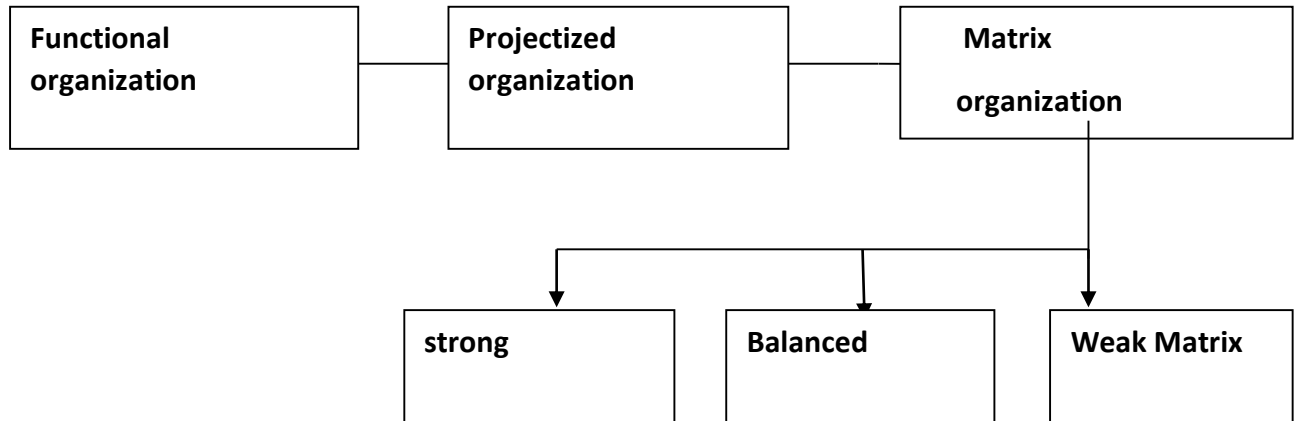 Functional
organization
Projectized
organization
Matrix
organization
strong
Balanced
Weak Matrix